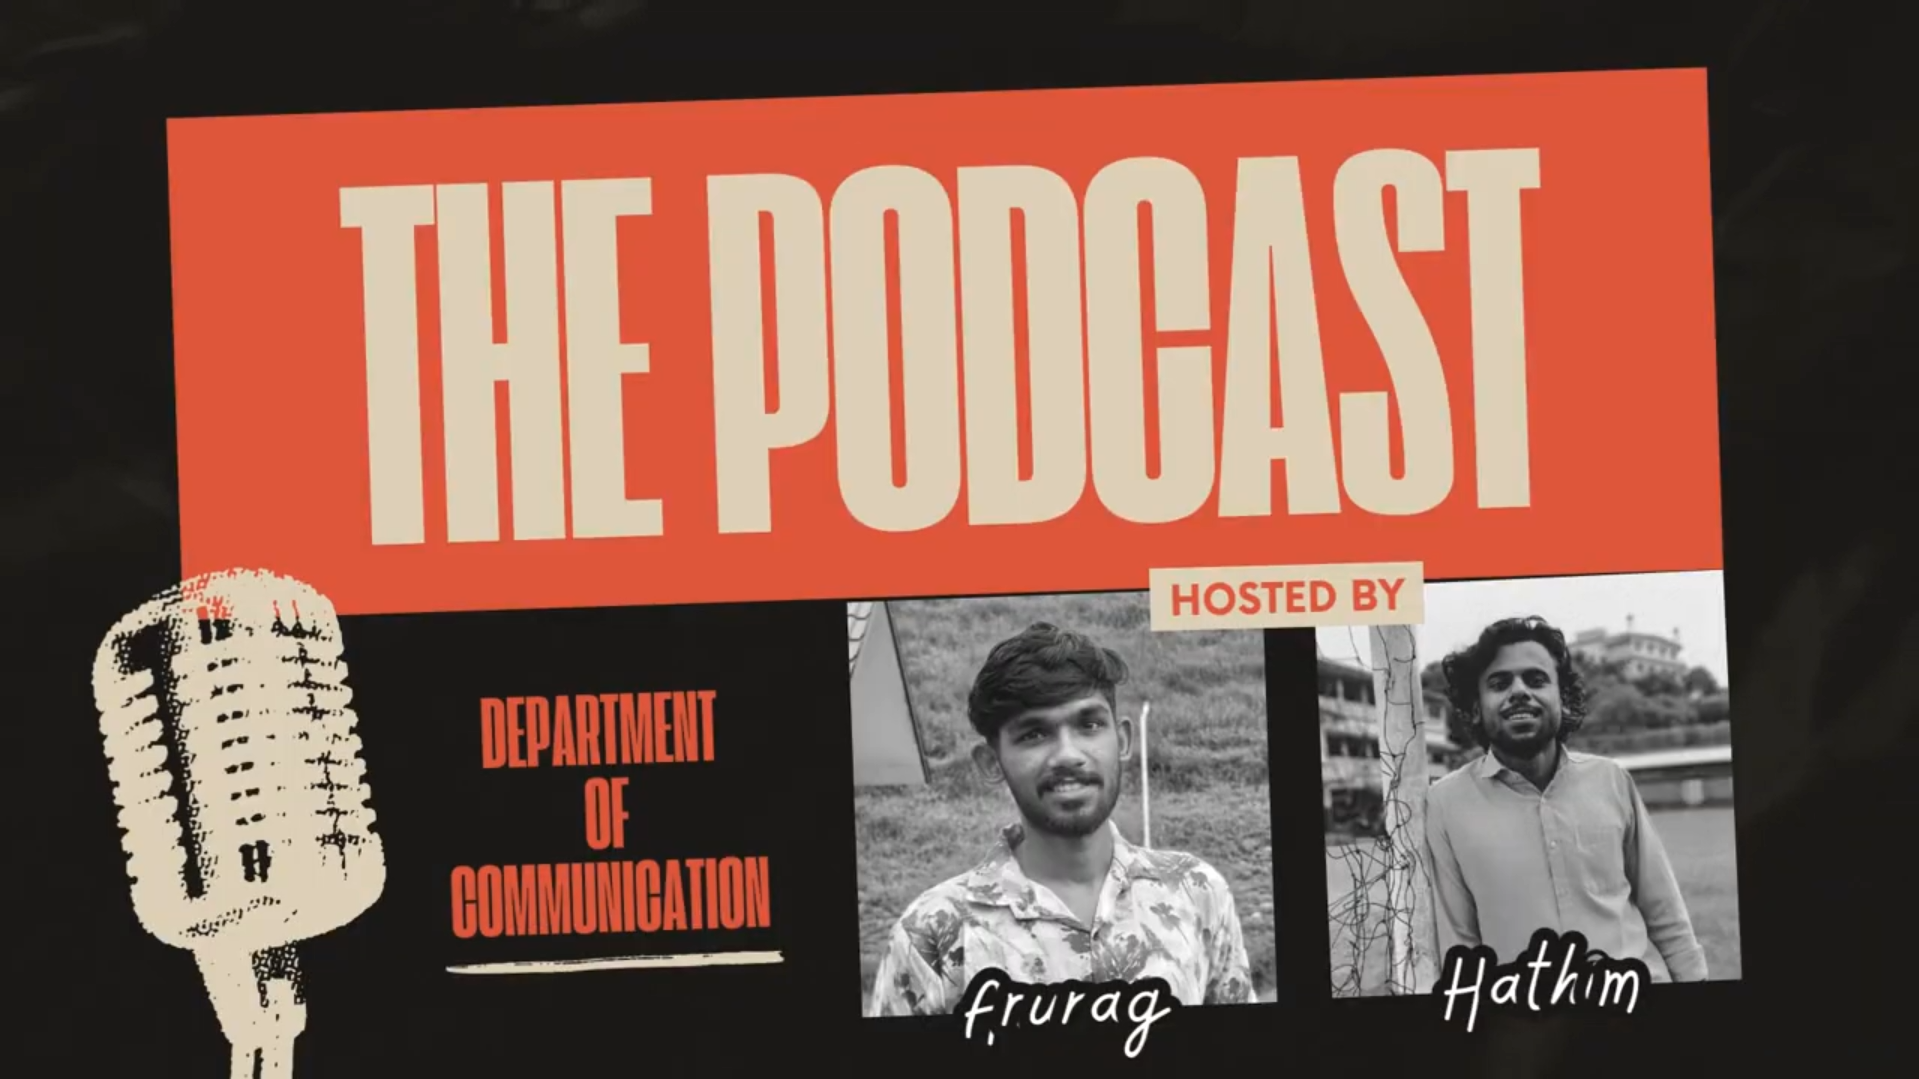 THE PODCAST
HOSTED BY
DEPARTMENT
OF
COMMUNICATION
Hathim